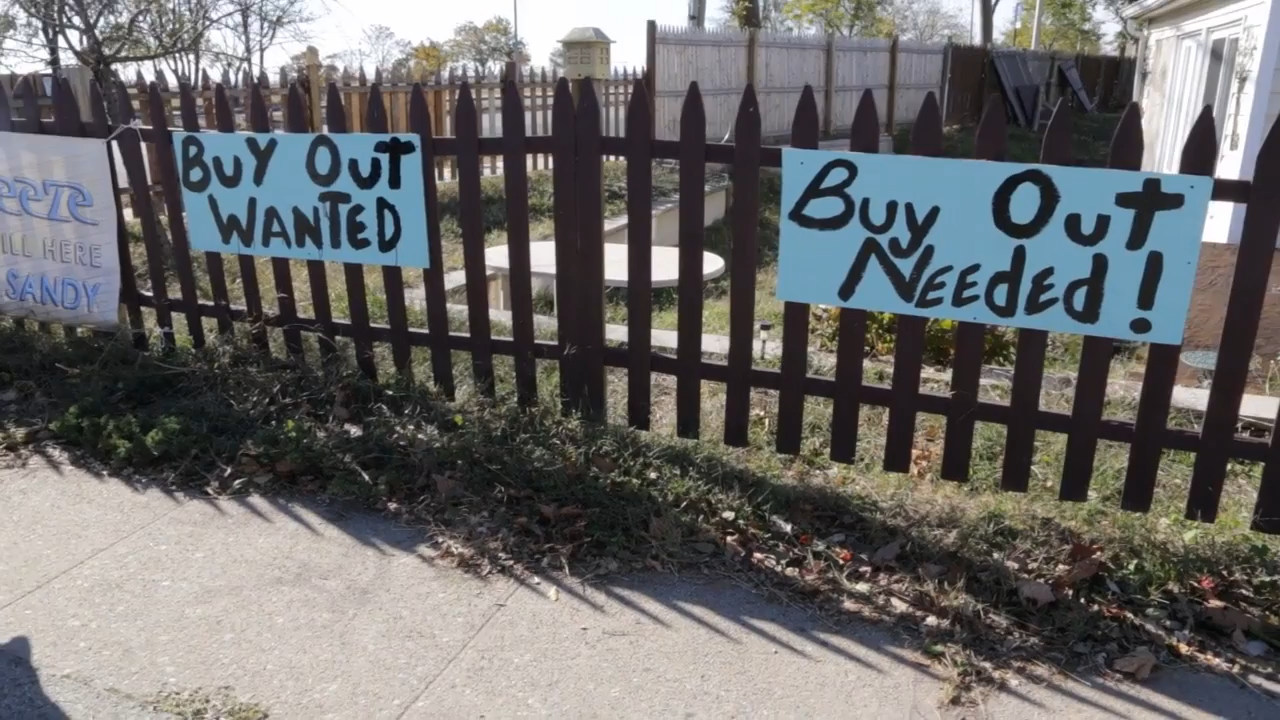 ILL HERE
SANDY
BUY OUT
WANTED
Buy Out
NEEDEd!